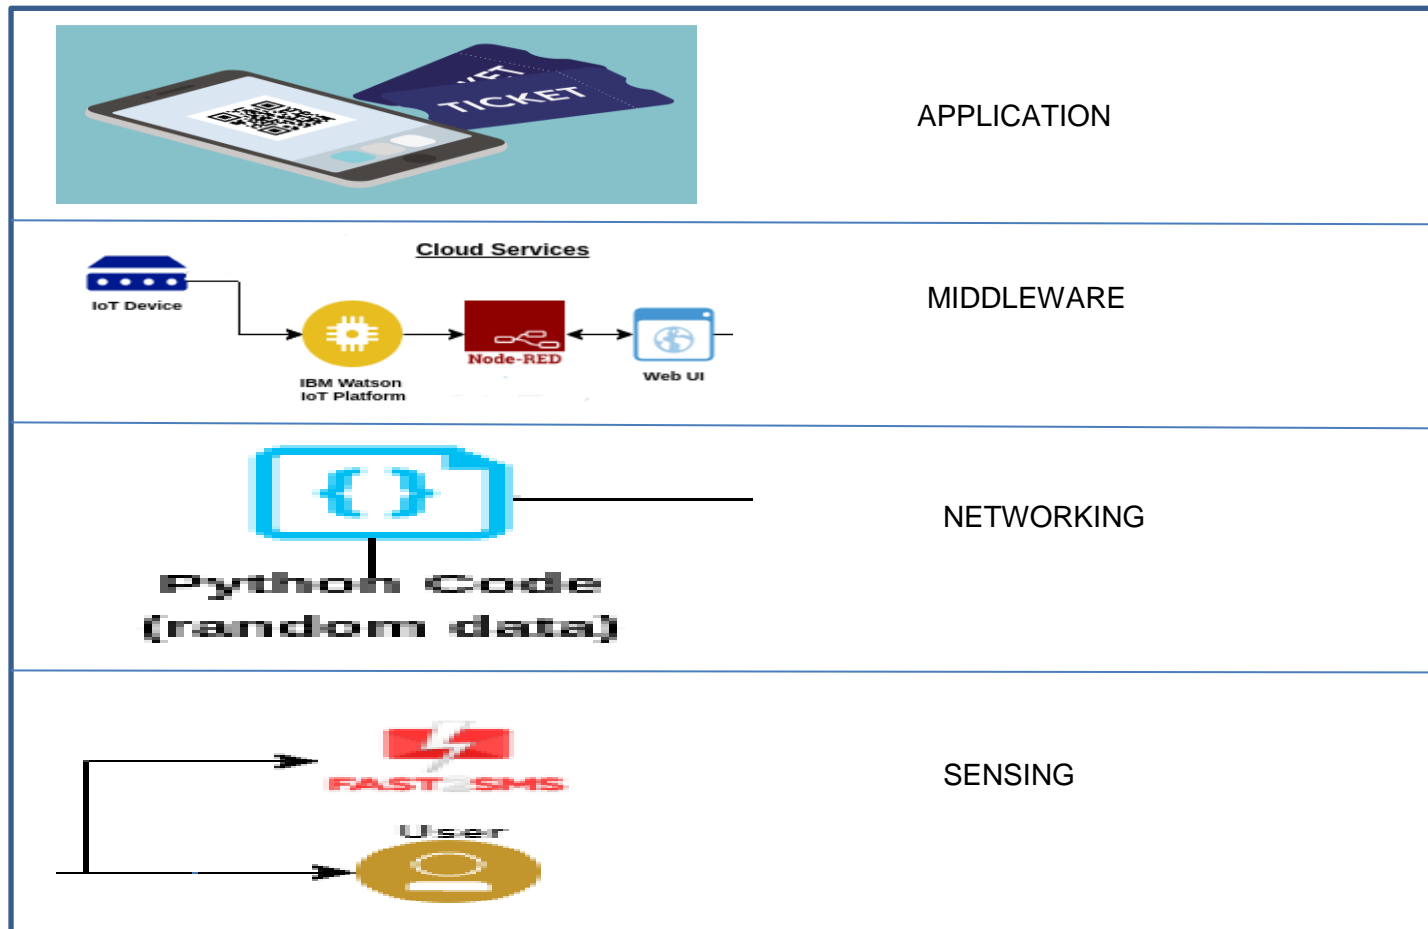 TICKET
APPLICATION
Cloud Services
IoT Device
MIDDLEWARE
Node-RED
Web UI
IBM Watson
IoT Platform
NETWORKING
Python Code
(random data)
FAST2SMS
SENSING
User